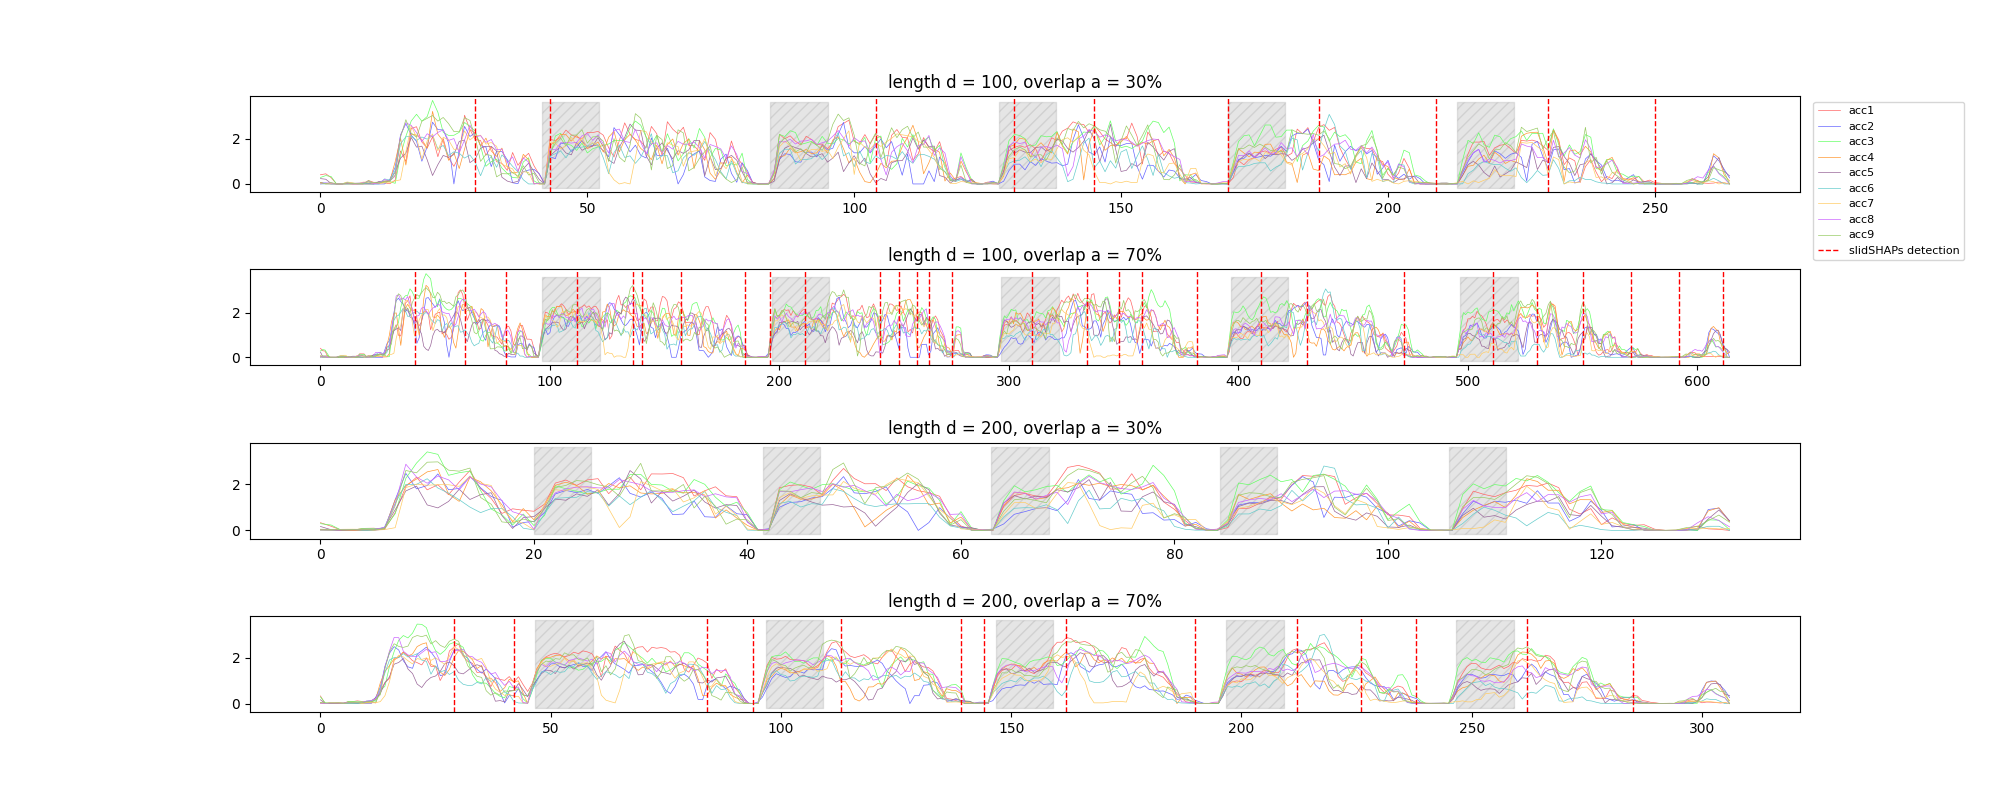 length d = 100, overlap a = 30%
2
0
0 50 100 150 200 250
acc1
acc2
acc3
acc4
acc5
acc6
acc7
acc8
acc9
slidSHAPs detection
length d = 100, overlap a = 70%
2
0
0 100 200 300 400 500 600
length d = 200, overlap a = 30%
2
0
0 20 40 60 80 100 120
length d = 200, overlap a = 70%
2
0
0 50 100 150 200 250 300